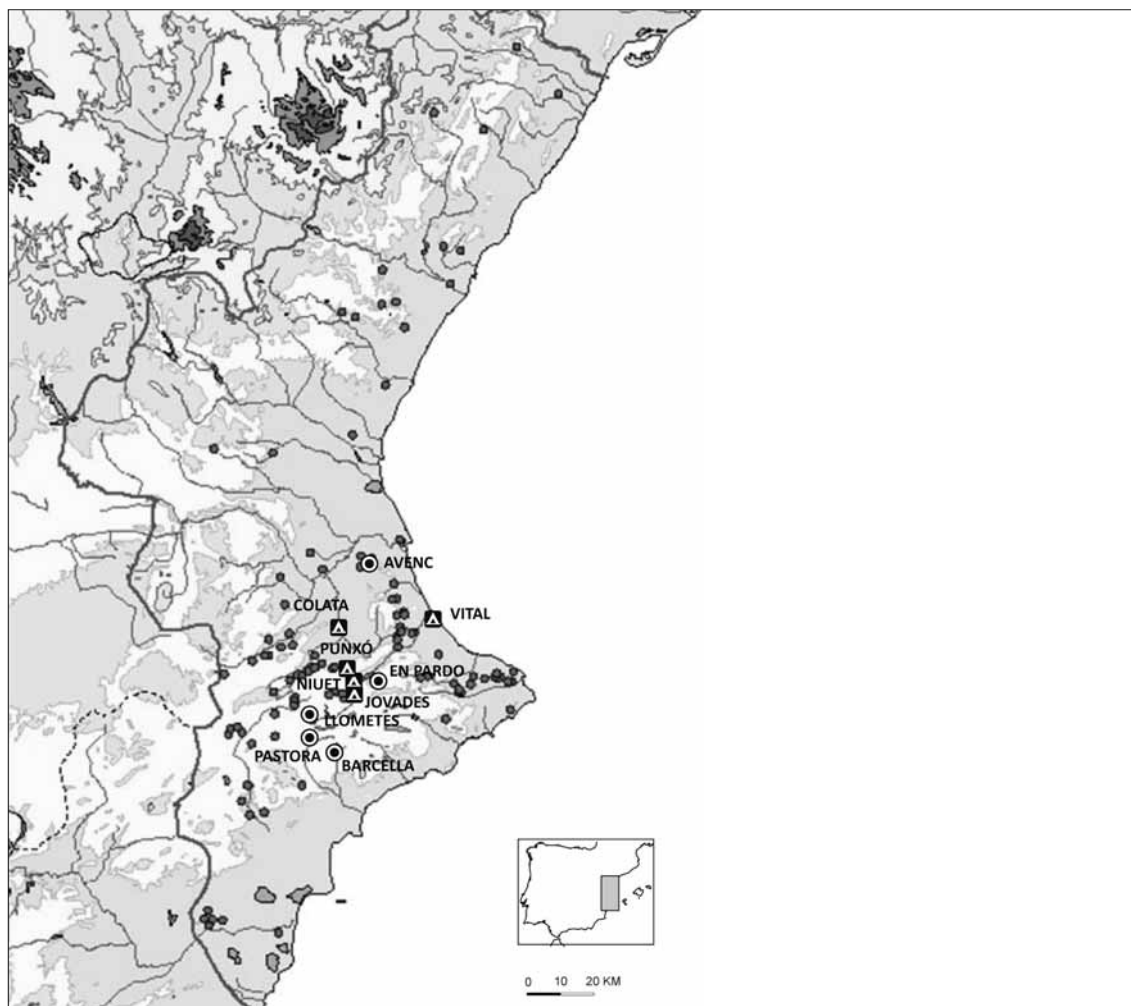 AVENC
COLATA
VITAL
PUNXÓ
EN PARDO
NIUET
JOVADES
LLOMETES
PASTORA
BARCELLA
0 10 20 KM